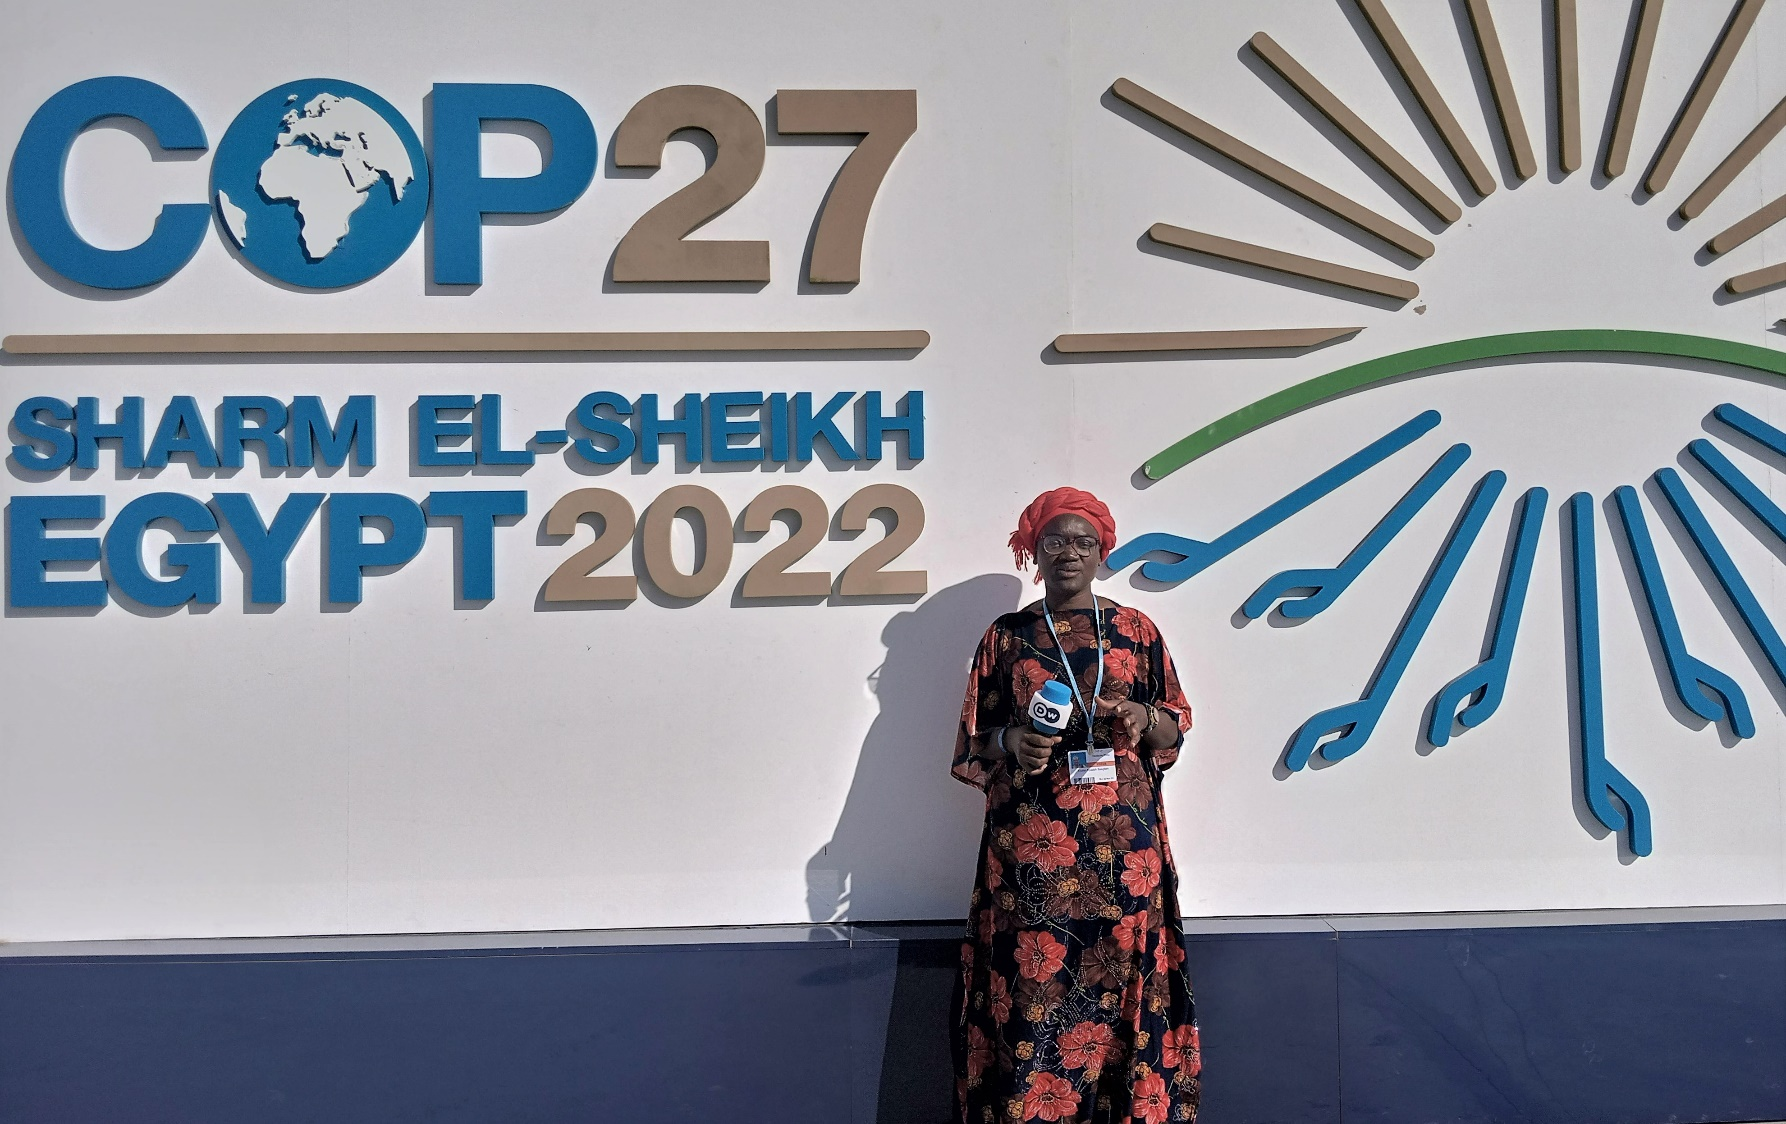 COP27
SHARM EL-SHEIKH
EGYPT 2022
DW